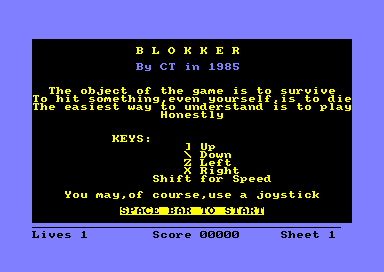 B L O K K E R
By CT in 1985
The object of the game is to survive
To hit something,even yourself,is to die
The easiest way to understand is to play
Honestly
KEYS:
] Up
\ Down
Z Left
X Right
Shift for Speed
You may,of course,use a joystick
SPACE BAR TO START
Lives 1 Score 00000 Sheet 1